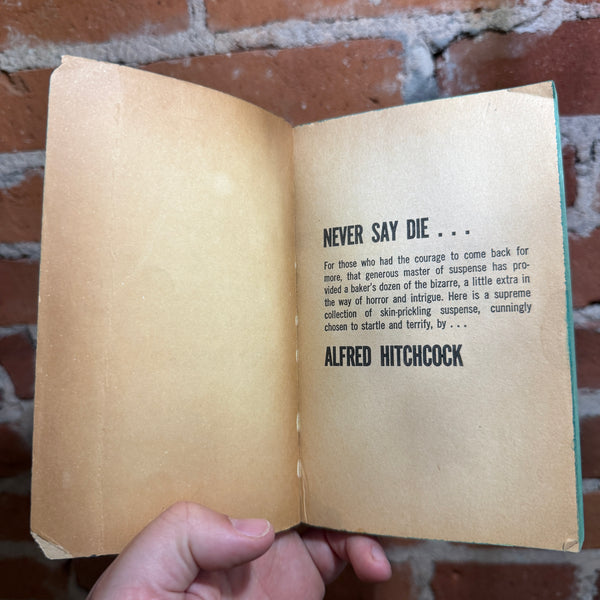 NEVER SAY DIE . . .
For those who had the courage to come back for
more, that generous master of suspense has pro-
vided a baker's dozen of the bizarre, a little extra in
the way of horror and intrigue. Here is a supreme
collection of skin-prickling suspense, cunningly
chosen to startle and terrify, by . . .
ALFRED HITCHCOCK